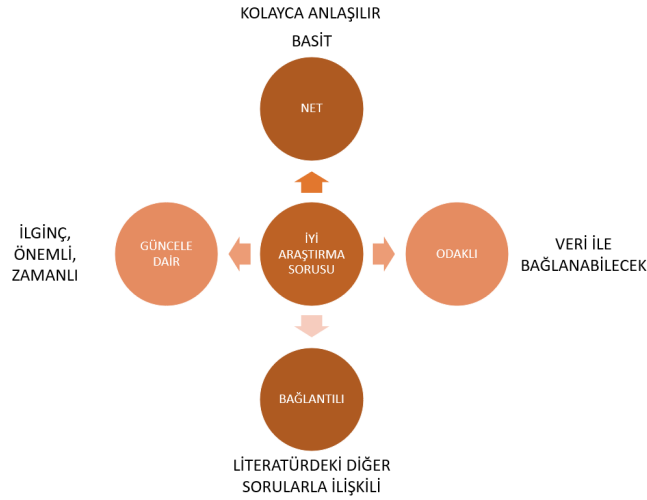 KOLAYCA ANLAŞILIR
BASİT
NET
İLGİNÇ,
ÖNEMLİ,
ZAMANLI
GÜNCELE
DAİR
İYİ
ARAŞTIRMA
SORUSU
ODAKLI
VERİ İLE
BAĞLANABİLECEK
BAĞLANTILI
LİTERATÜRDEKİ DİĞER
SORULARLA İLİŞKİLİ